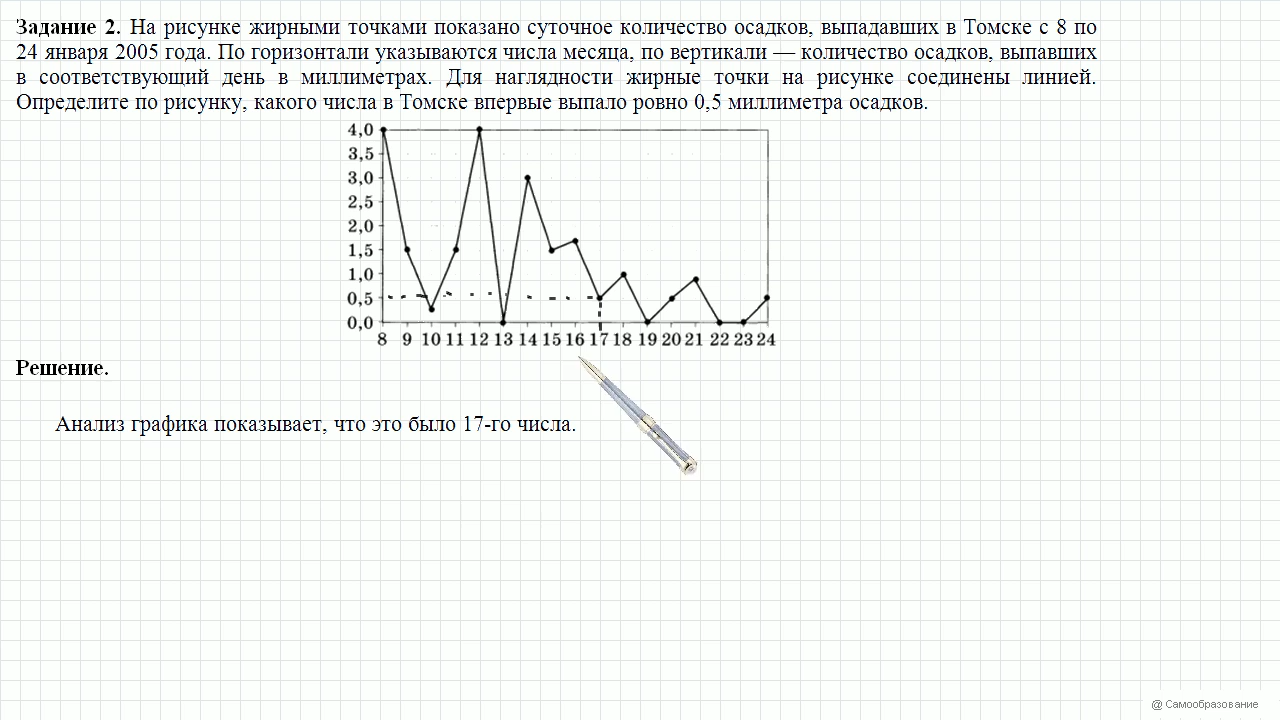 Задание 2. На рисунке жирными точками показано суточное количество осадков, выпадавших в Томске с 8 по
24 января 2005 года. По горизонтали указываются числа месяца, по вертикали — количество осадков, выпавших
в соответствующий день в миллиметрах. Для наглядности жирные точки на рисунке соединены линией.
Определите по рисунку, какого числа в Томске впервые выпало ровно 0,5 миллиметра осадков.
4,0
3,5
3,0
2,5
2,0
1,5
1,0
0,5
0,0
8 9 10 11 12 13 14 15 16 17 18 19 20 21 22 23 24
Решение.
Анализ графика показывает, что это было 17-го числа.
@ Самообразование